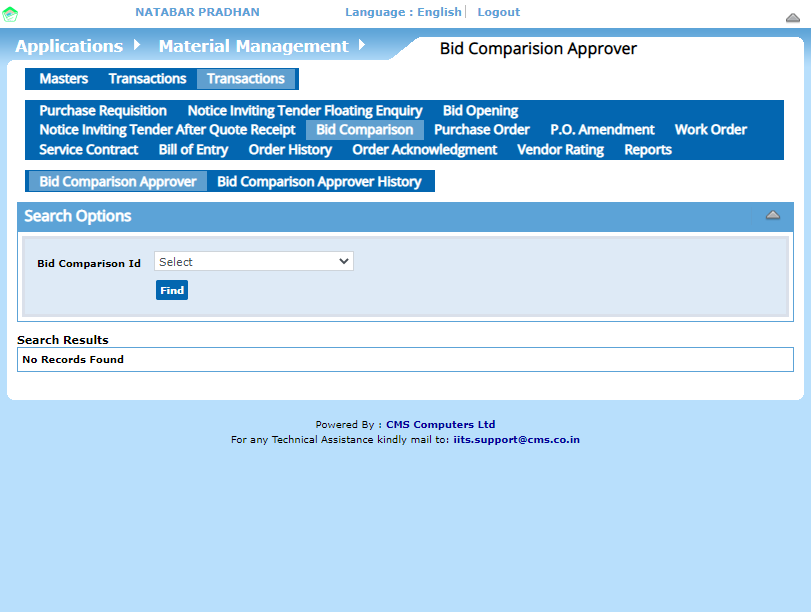 NATABAR PRADHAN Language : English Logout
Applications Material Management Bid Comparision Approver
Masters Transactions Transactions
Purchase Requisition Notice Inviting Tender Floating Enquiry Bid Opening
Notice Inviting Tender After Quote Receipt Bid Comparison Purchase Order P.O. Amendment Work Order
Service Contract Bill of Entry Order History Order Acknowledgment Vendor Rating Reports
Bid Comparison Approver Bid Comparison Approver History
Search Options
Bid Comparison Id Select
Find
Search Results
No Records Found
Powered By : CMS Computers Ltd
For any Technical Assistance kindly mail to: iits.support@cms.co.in